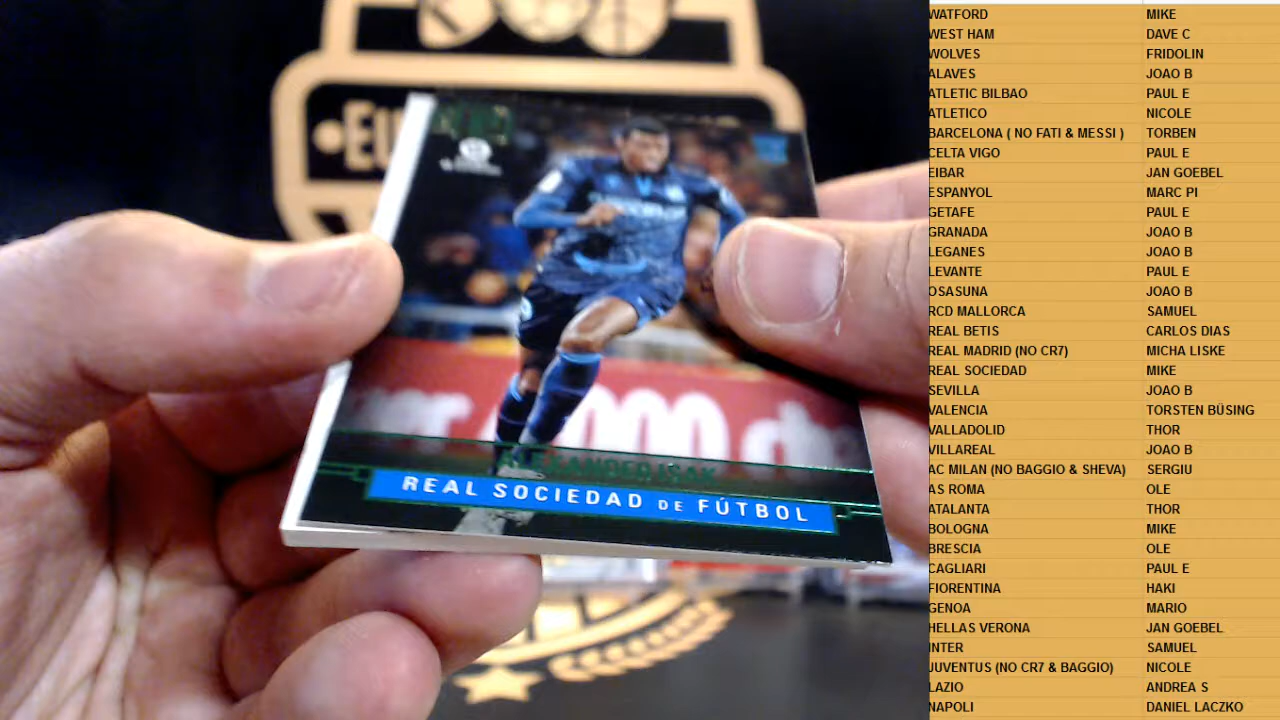 EU
ALEXANDER ISAK
REAL SOCIEDAD DE FÚTBOL
000
WATFORD MIKE
WEST HAM DAVE C
WOLVES FRIDOLIN
ALAVES JOAO B
ATLETIC BILBAO PAUL E
ATLETICO NICOLE
BARCELONA ( NO FATI & MESSI ) TORBEN
CELTA VIGO PAUL E
EIBAR JAN GOEBEL
ESPANYOL MARC PI
GETAFE PAUL E
GRANADA JOAO B
LEGANES JOAO B
LEVANTE PAUL E
OSASUNA JOAO B
RCD MALLORCA SAMUEL
REAL BETIS CARLOS DIAS
REAL MADRID (NO CR7) MICHA LISKE
REAL SOCIEDAD MIKE
SEVILLA JOAO B
VALENCIA TORSTEN BÜSING
VALLADOLID THOR
VILLAREAL JOAO B
AC MILAN (NO BAGGIO & SHEVA) SERGIU
AS ROMA OLE
ATALANTA THOR
BOLOGNA MIKE
BRESCIA OLE
CAGLIARI PAUL E
FIORENTINA HAKI
GENOA MARIO
HELLAS VERONA JAN GOEBEL
INTER SAMUEL
JUVENTUS (NO CR7 & BAGGIO) NICOLE
LAZIO ANDREA S
NAPOLI DANIEL LACZKO